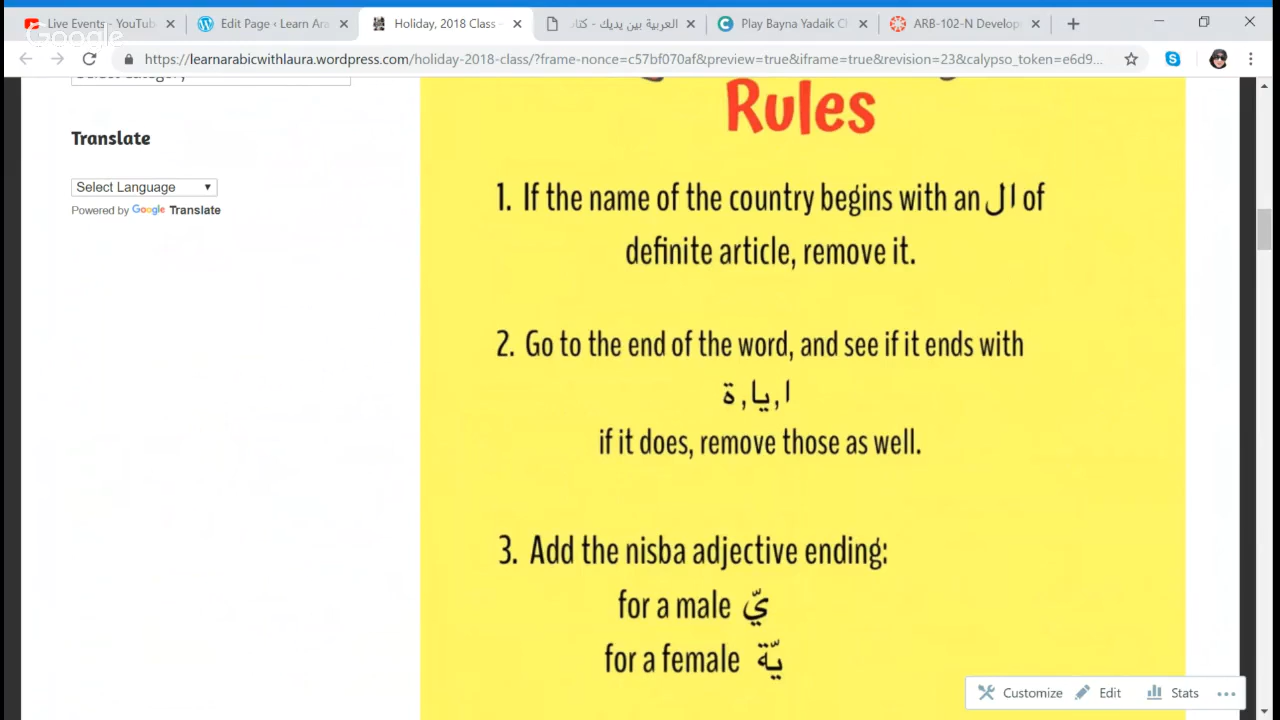 Live Events - YouTub
Edit Page ‹ Learn Ara
Holiday, 2018 Class –
العربية بين يديك - كتاب
Play Bayna Yadaik C
ARB-102-N Develop
Google
https://learnarabicwithlaura.wordpress.com/holiday-2018-class/?frame-nonce=c57bf070af&preview=true&iframe=true&revision=23&calypso_token=e6d9...
Select Category
Translate
Select Language
Powered by Google Translate
Rules
1. If the name of the country begins with an ال of
definite article, remove it.
2. Go to the end of the word, and see if it ends with
ا , يا , ة
if it does, remove those as well.
3. Add the nisba adjective ending:
for a male يّ
for a female يّة
Customize Edit Stats